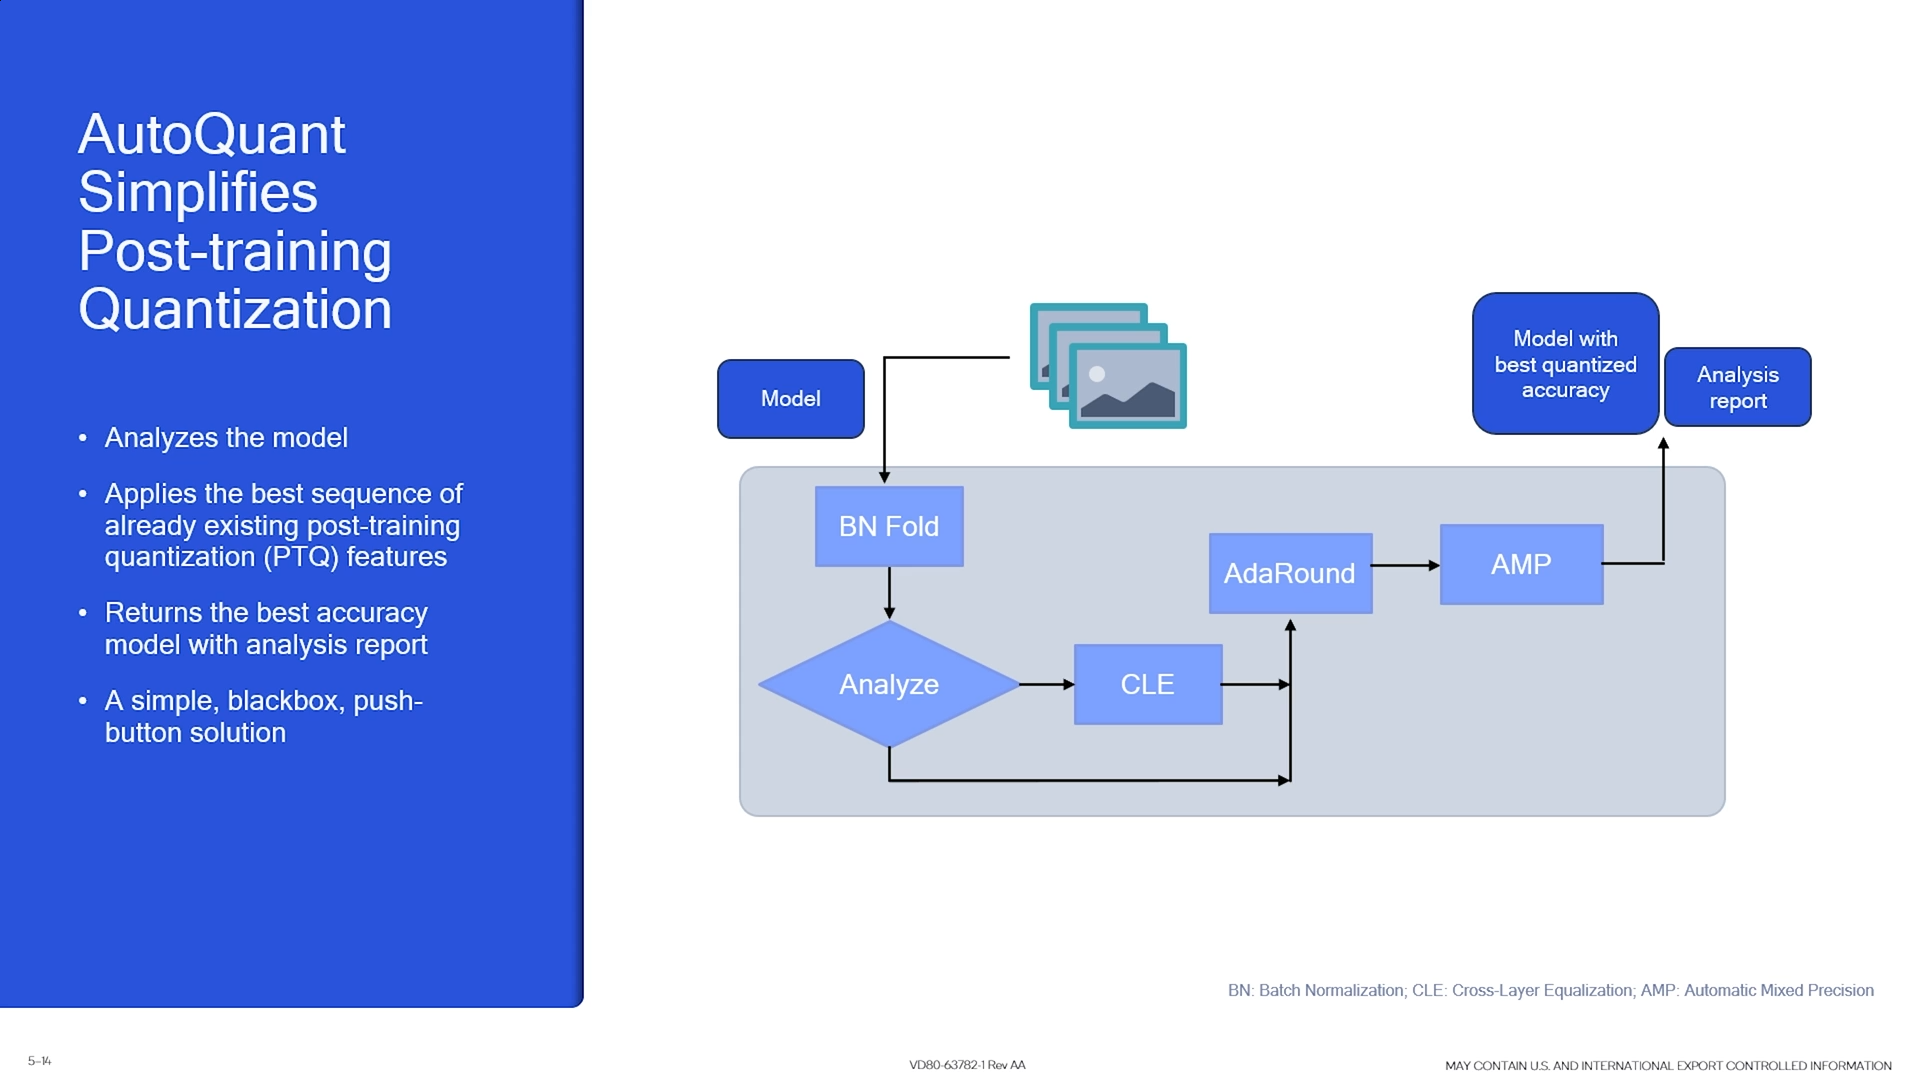 AutoQuant
Simplifies
Post-training
Quantization
• Analyzes the model
• Applies the best sequence of
already existing post-training
quantization (PTQ) features
• Returns the best accuracy
model with analysis report
• A simple, blackbox, push-
button solution
Model
Model with
best quantized
accuracy
Analysis
report
BN Fold
AdaRound
AMP
Analyze
CLE
BN: Batch Normalization; CLE: Cross-Layer Equalization; AMP: Automatic Mixed Precision
5-14
VD80-63782-1 Rev AA
MAY CONTAIN U.S. AND INTERNATIONAL EXPORT CONTROLLED INFORMATION